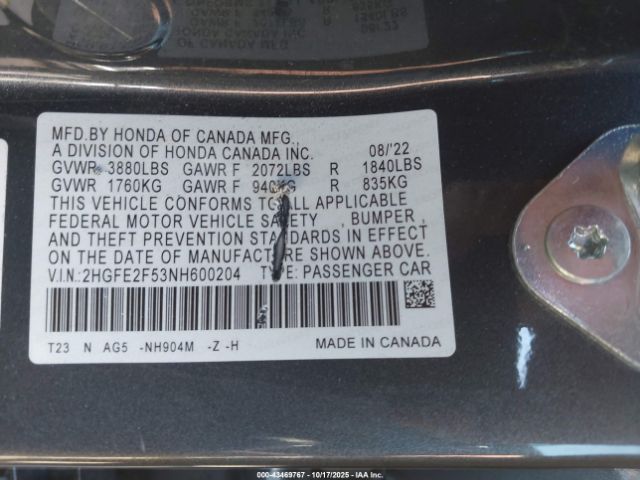 MFD.BY HONDA OF CANADA MFG.,
A DIVISION OF HONDA CANADA INC. 08/'22
GVWR 3880LBS GAWR F 2072LBS R 1840LBS
GVWR 1760KG GAWR F 940KG R 835KG
THIS VEHICLE CONFORMS TO ALL APPLICABLE
FEDERAL MOTOR VEHICLE SAFETY , BUMPER ,
AND THEFT PREVENTION STANDARDS IN EFFECT
ON THE DATE OF MANUFACTURE SHOWN ABOVE.
V.I.N.:2HGFE2F53NH600204 TYPE: PASSENGER CAR
T23 N AG5 -NH904M -Z -H MADE IN CANADA
000-43469767 - 10/17/2025 - IAA Inc.